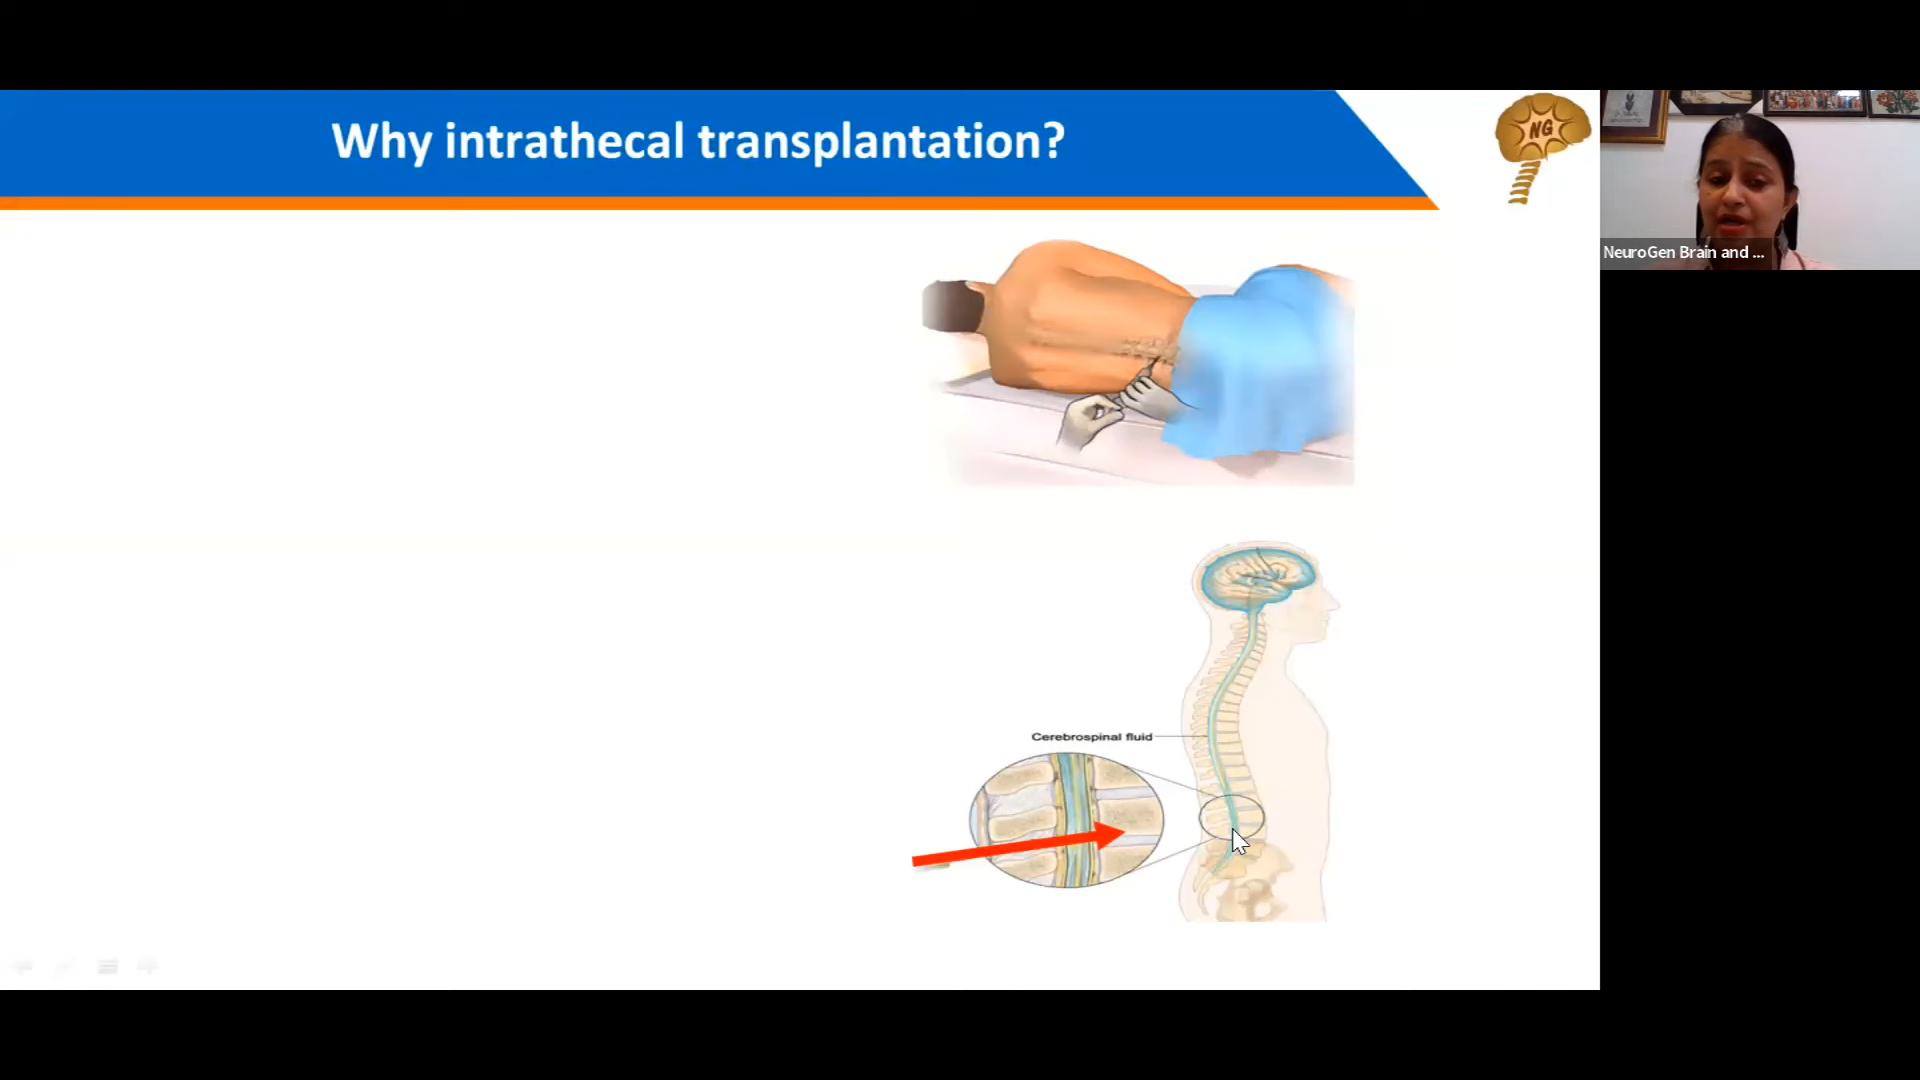 Why intrathecal transplantation?
NG
NeuroGen Brain and ...
Cerebrospinal fluid